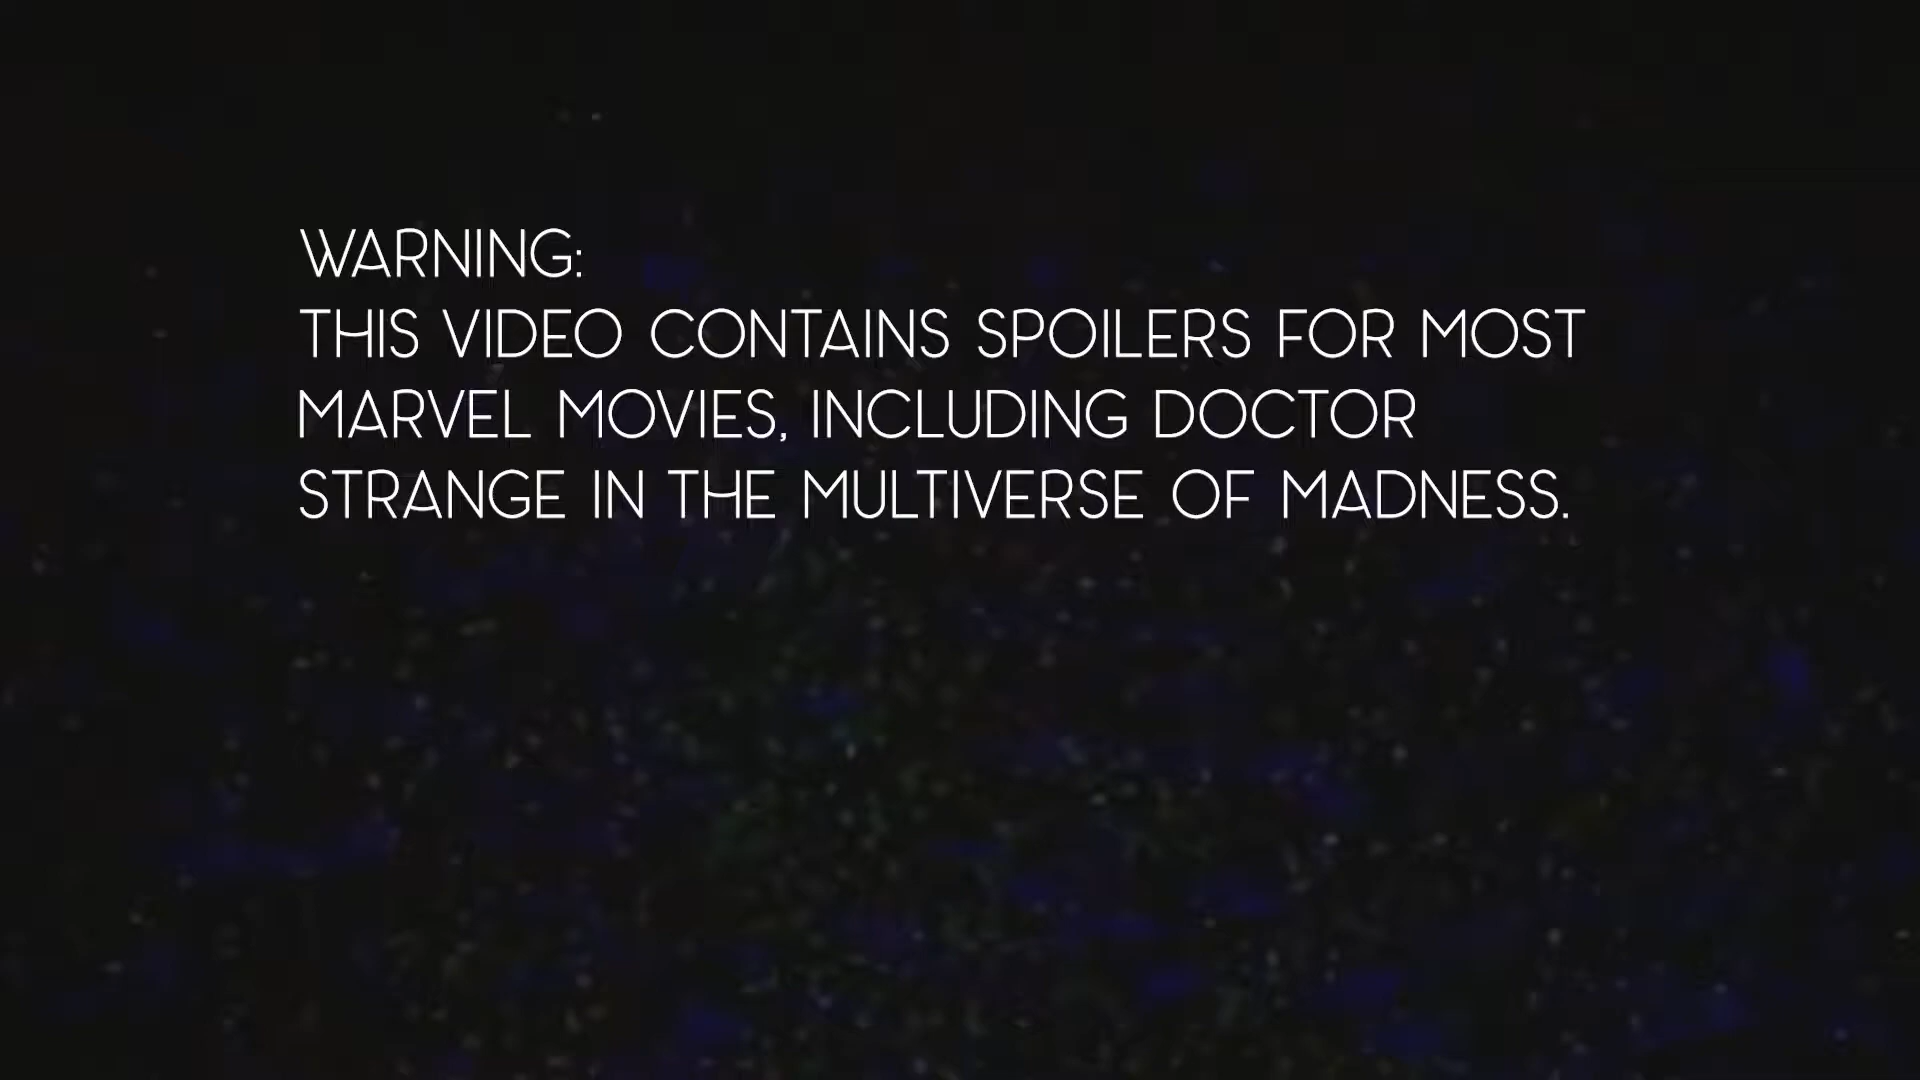 WARNING:
THIS VIDEO CONTAINS SPOILERS FOR MOST
MARVEL MOVIES, INCLUDING DOCTOR
STRANGE IN THE MULTIVERSE OF MADNESS.